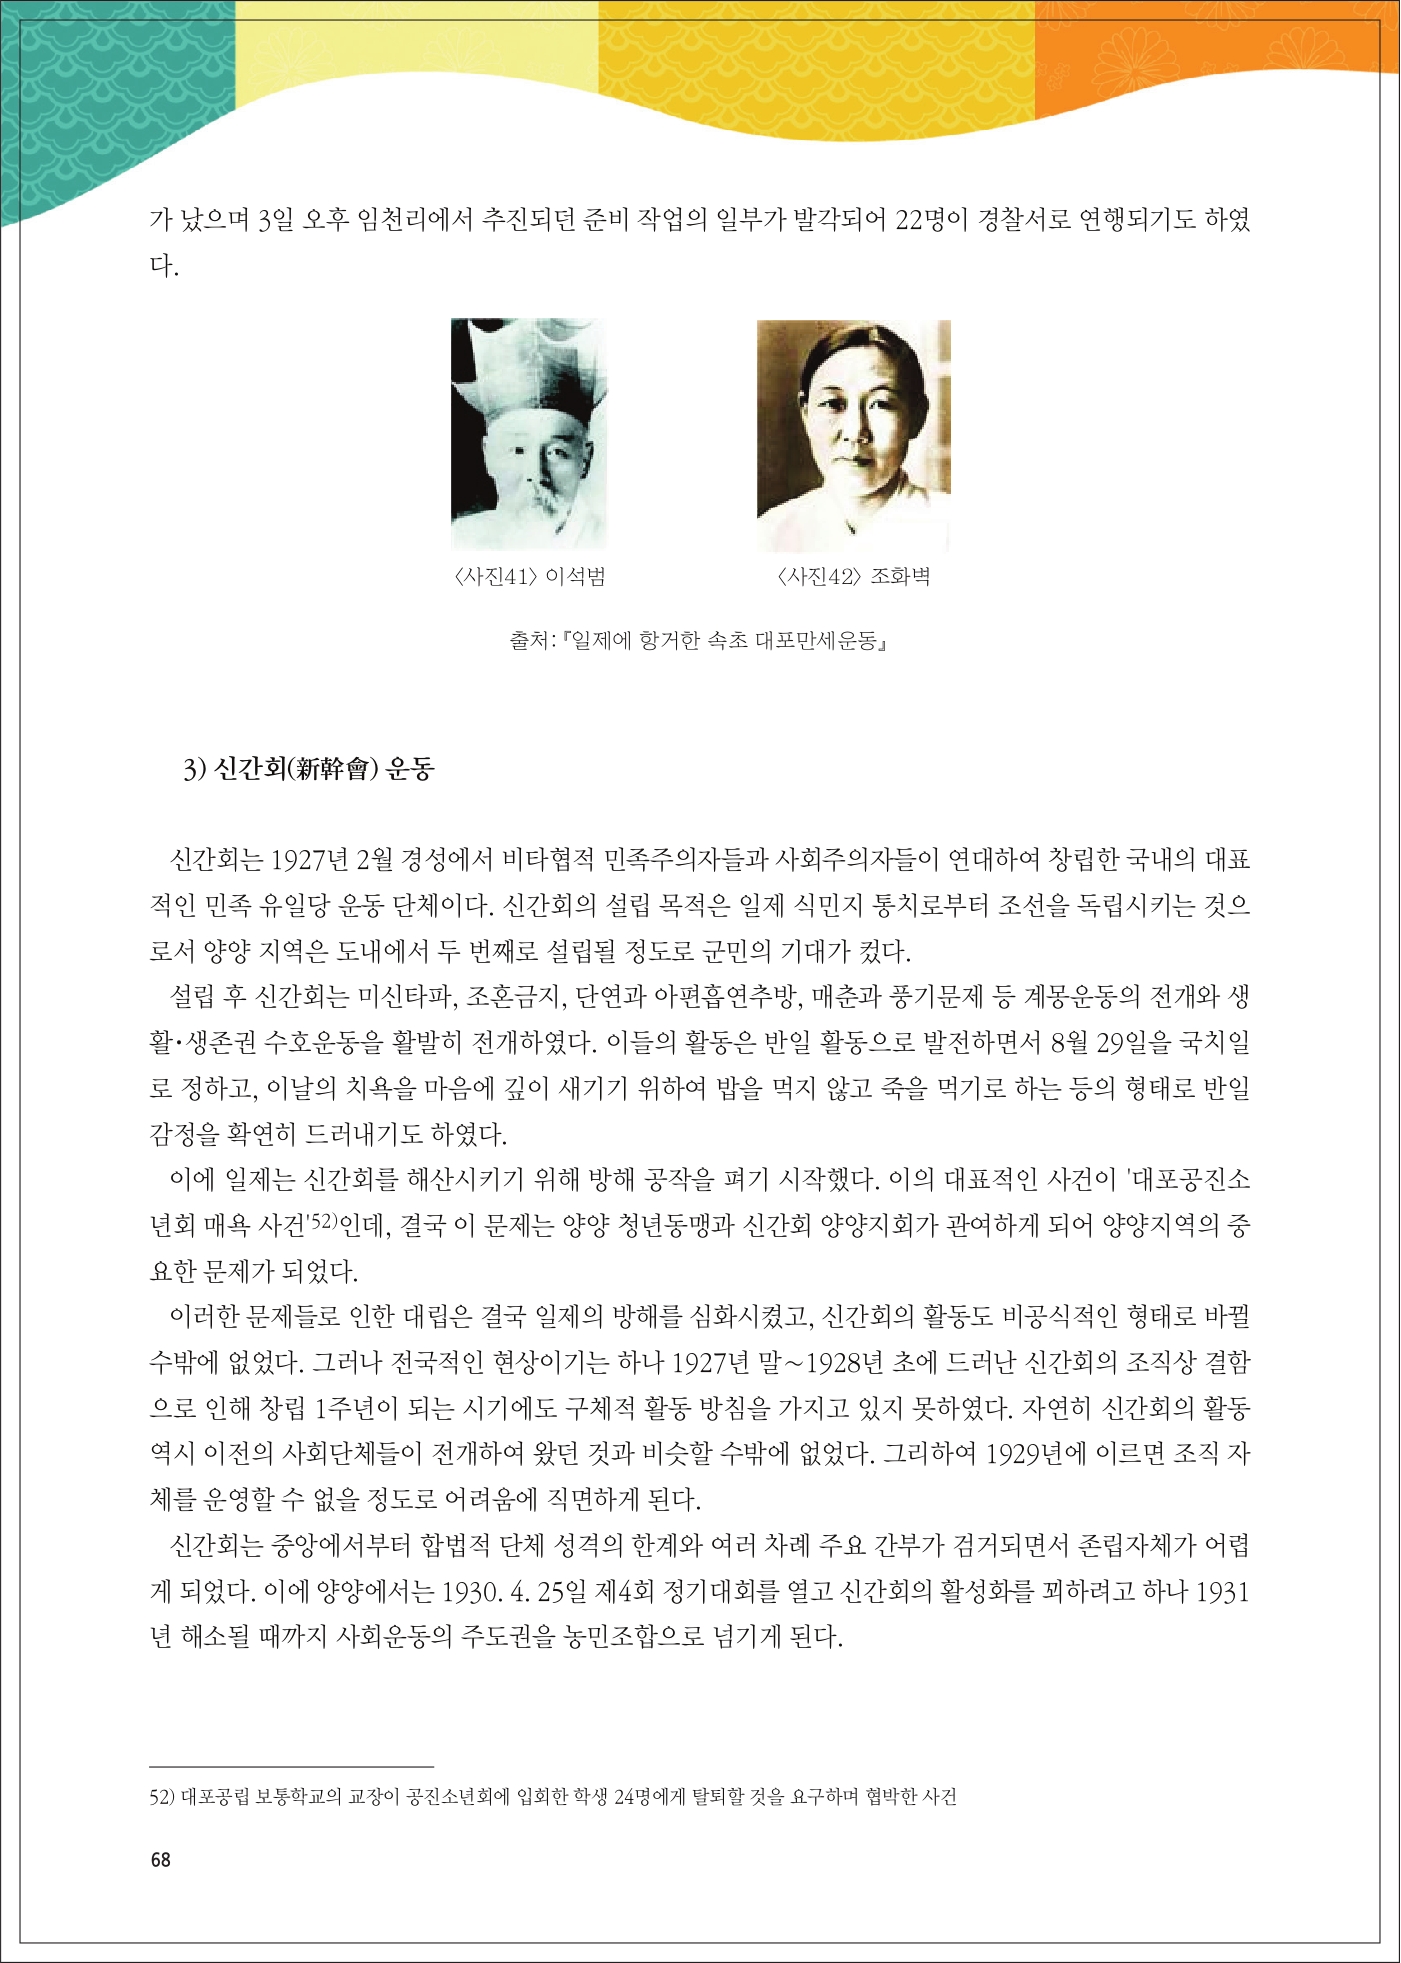 가 났으며 3일 오후 임천리에서 추진되던 준비 작업의 일부가 발각되어 22명이 경찰서로 연행되기도 하였
다.
〈사진41〉 이석범
〈사진42〉 조화벽
출처:『일제에 항거한 속초 대포만세운동』
3) 신간회(新幹會) 운동
신간회는 1927년 2월 경성에서 비타협적 민족주의자들과 사회주의자들이 연대하여 창립한 국내의 대표
적인 민족 유일당 운동 단체이다. 신간회의 설립 목적은 일제 식민지 통치로부터 조선을 독립시키는 것으
로서 양양 지역은 도내에서 두 번째로 설립될 정도로 군민의 기대가 컸다.
설립 후 신간회는 미신타파, 조혼금지, 단연과 아편흡연추방, 매춘과 풍기문제 등 계몽운동의 전개와 생
활·생존권 수호운동을 활발히 전개하였다. 이들의 활동은 반일 활동으로 발전하면서 8월 29일을 국치일
로 정하고, 이날의 치욕을 마음에 깊이 새기기 위하여 밥을 먹지 않고 죽을 먹기로 하는 등의 형태로 반일
감정을 확연히 드러내기도 하였다.
이에 일제는 신간회를 해산시키기 위해 방해 공작을 펴기 시작했다. 이의 대표적인 사건이 '대포공진소
년회 매욕 사건'52)인데, 결국 이 문제는 양양 청년동맹과 신간회 양양지회가 관여하게 되어 양양지역의 중
요한 문제가 되었다.
이러한 문제들로 인한 대립은 결국 일제의 방해를 심화시켰고, 신간회의 활동도 비공식적인 형태로 바뀔
수밖에 없었다. 그러나 전국적인 현상이기는 하나 1927년 말~1928년 초에 드러난 신간회의 조직상 결함
으로 인해 창립 1주년이 되는 시기에도 구체적 활동 방침을 가지고 있지 못하였다. 자연히 신간회의 활동
역시 이전의 사회단체들이 전개하여 왔던 것과 비슷할 수밖에 없었다. 그리하여 1929년에 이르면 조직 자
체를 운영할 수 없을 정도로 어려움에 직면하게 된다.
신간회는 중앙에서부터 합법적 단체 성격의 한계와 여러 차례 주요 간부가 검거되면서 존립자체가 어렵
게 되었다. 이에 양양에서는 1930. 4. 25일 제4회 정기대회를 열고 신간회의 활성화를 꾀하려고 하나 1931
년 해소될 때까지 사회운동의 주도권을 농민조합으로 넘기게 된다.
52) 대포공립 보통학교의 교장이 공진소년회에 입회한 학생 24명에게 탈퇴할 것을 요구하며 협박한 사건
68